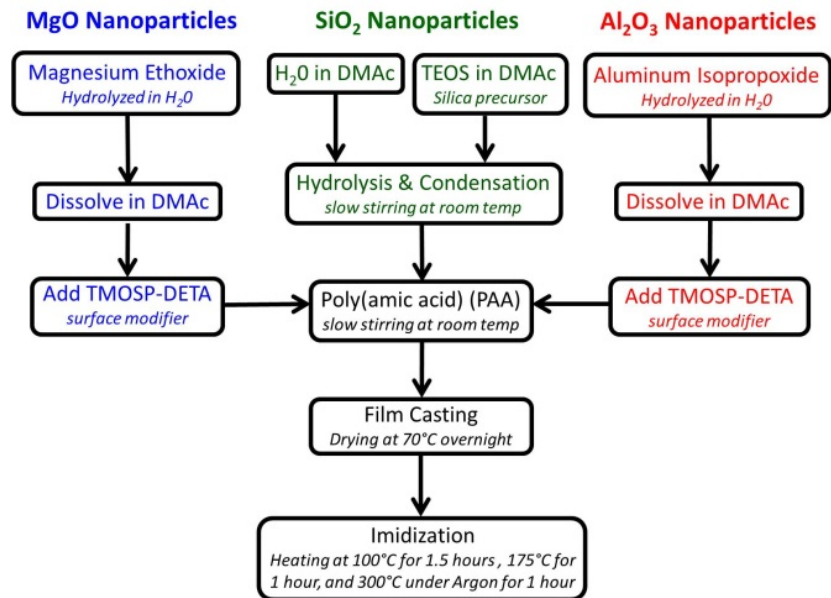 MgO Nanoparticles
SiO₂ Nanoparticles
Al₂O₃ Nanoparticles
Magnesium Ethoxide
Hydrolyzed in H₂0
H₂0 in DMAc
TEOS in DMAc
Silica precursor
Aluminum Isopropoxide
Hydrolyzed in H₂0
Dissolve in DMAc
Hydrolysis & Condensation
slow stirring at room temp
Dissolve in DMAc
Add TMOSP-DETA
surface modifier
Poly(amic acid) (PAA)
slow stirring at room temp
Add TMOSP-DETA
surface modifier
Film Casting
Drying at 70°C overnight
Imidization
Heating at 100°C for 1.5 hours , 175°C for
1 hour, and 300°C under Argon for 1 hour